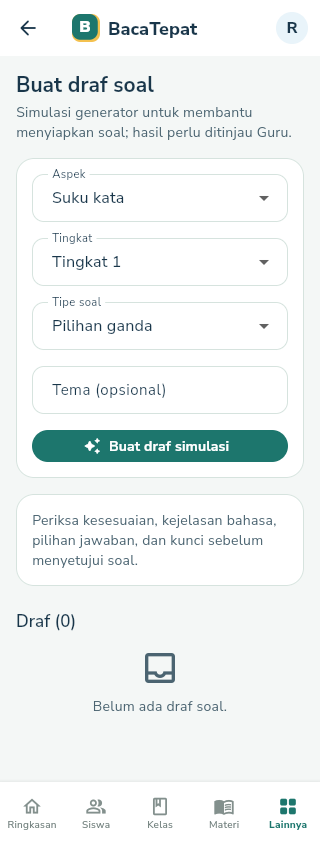 B BacaTepat R
Buat draf soal
Simulasi generator untuk membantu
menyiapkan soal; hasil perlu ditinjau Guru.
Aspek
Suku kata
Tingkat
Tingkat 1
Tipe soal
Pilihan ganda
Tema (opsional)
Buat draf simulasi
Periksa kesesuaian, kejelasan bahasa,
pilihan jawaban, dan kunci sebelum
menyetujui soal.
Draf (0)
Belum ada draf soal.
Ringkasan Siswa Kelas Materi Lainnya